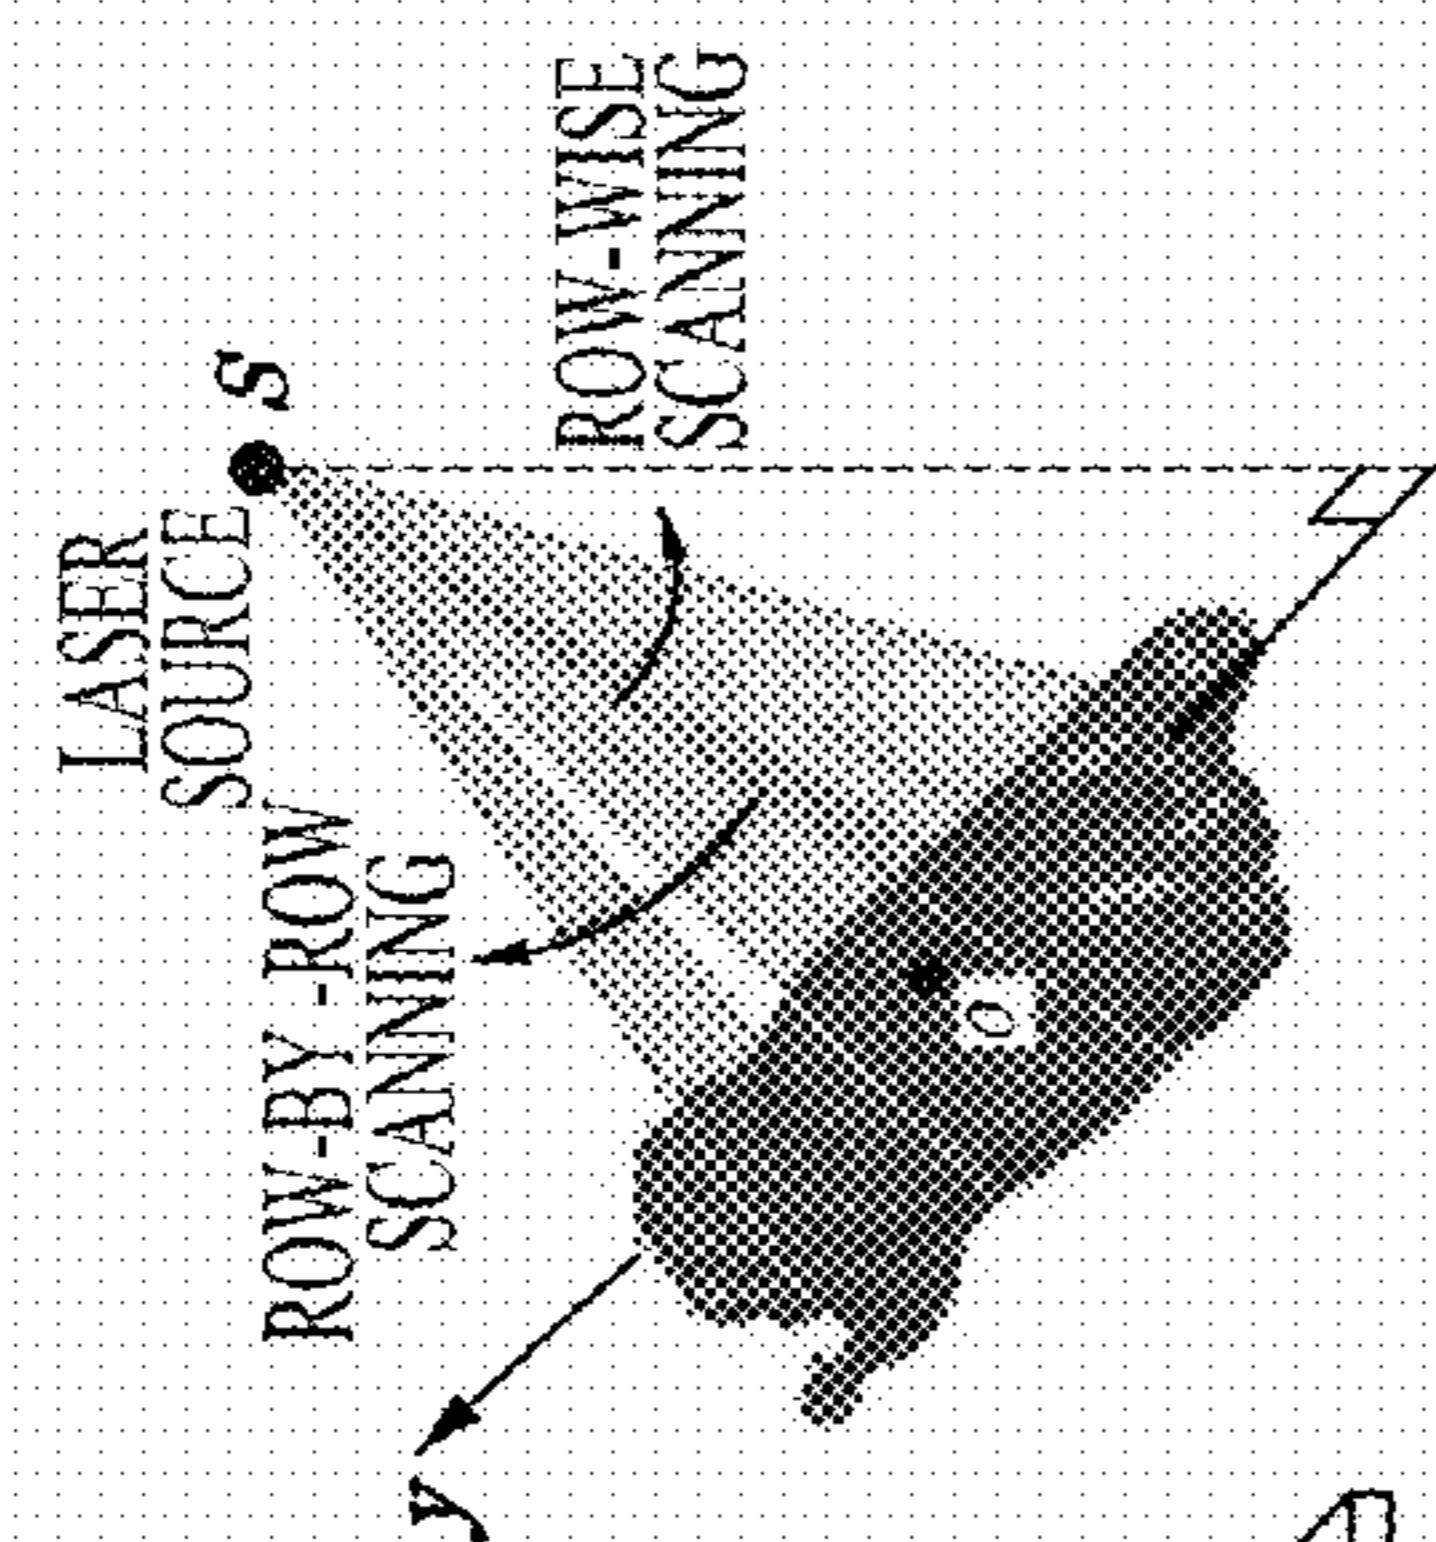 LASER
SOURCE
S
ROW-WISE
SCANNING
ROW-BY -ROW
SCANNING
O
y